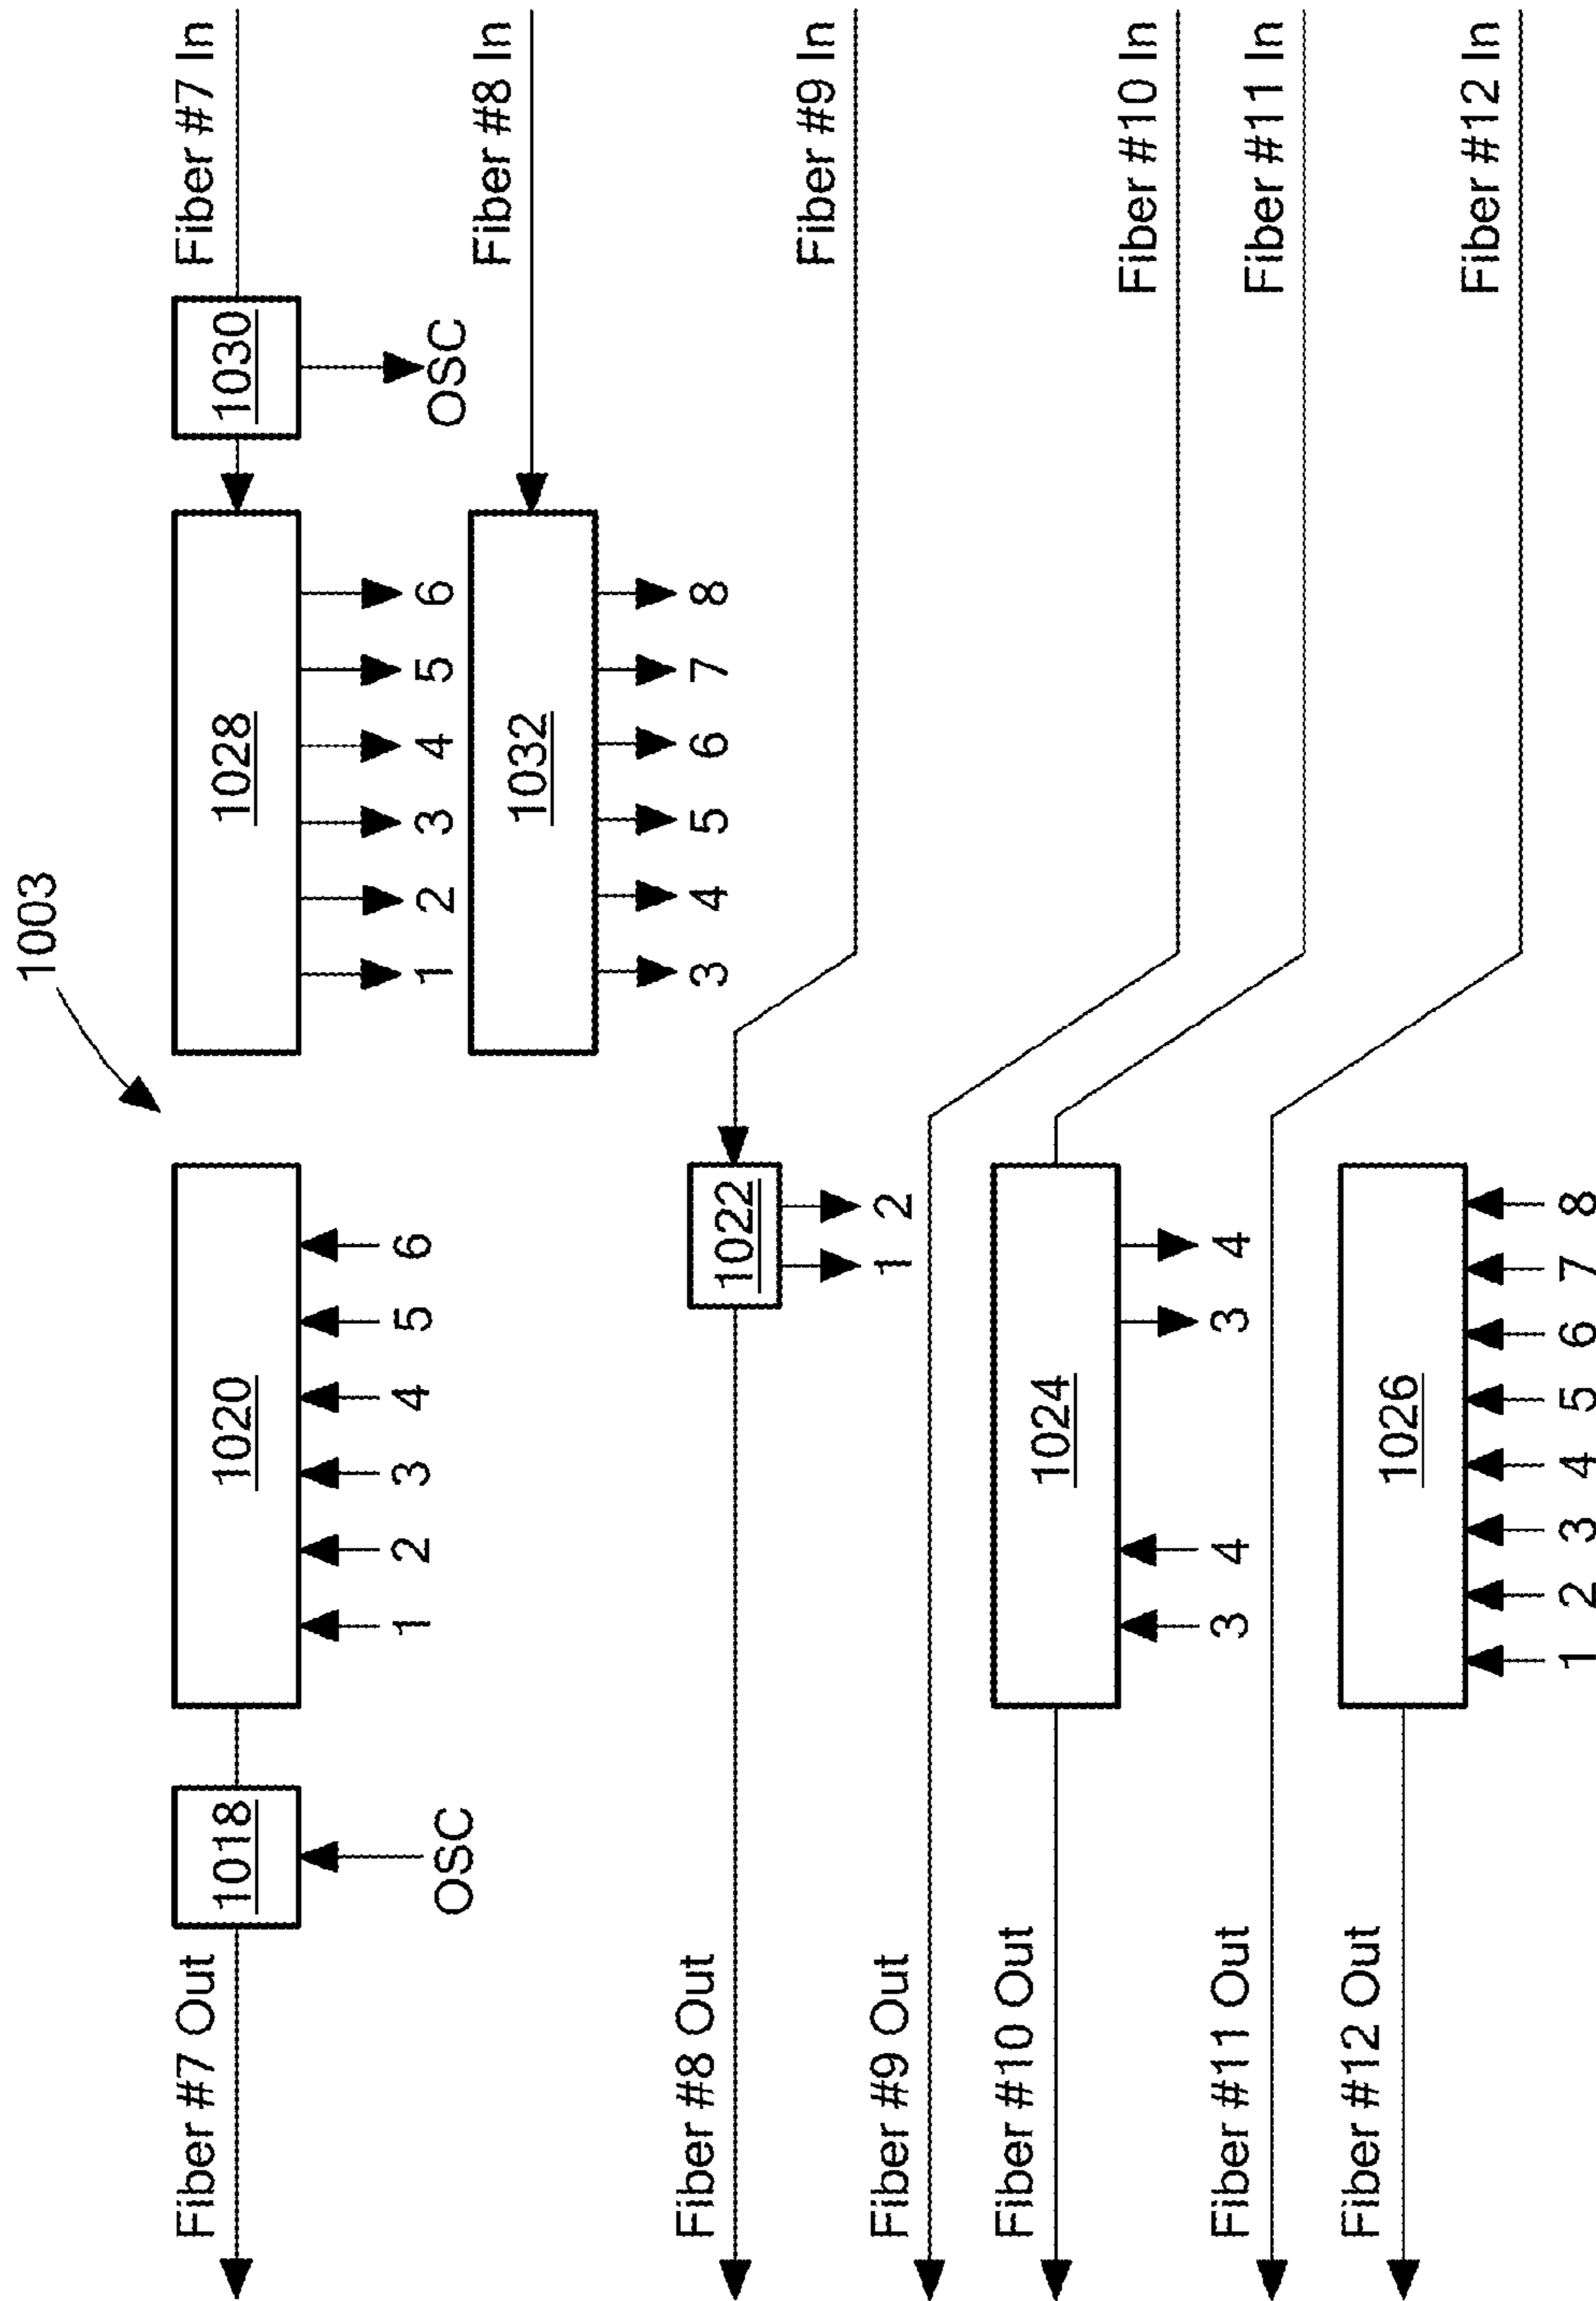 1003
Fiber #7 Out
Fiber #7 In
1018
1020
1028
1030
OSC
1 2 3 4 5 6
1 2 3 4 5 6
OSC
Fiber #8 In
1032
Fiber #8 Out
3 4 5 6 7 8
1022
Fiber #9 In
Fiber #9 Out
1 2
Fiber #10 Out
1024
Fiber #10 In
Fiber #11 Out
3 4
3 4
Fiber #11 In
Fiber #12 Out
1026
Fiber #12 In
1 2 3 4 5 6 7 8